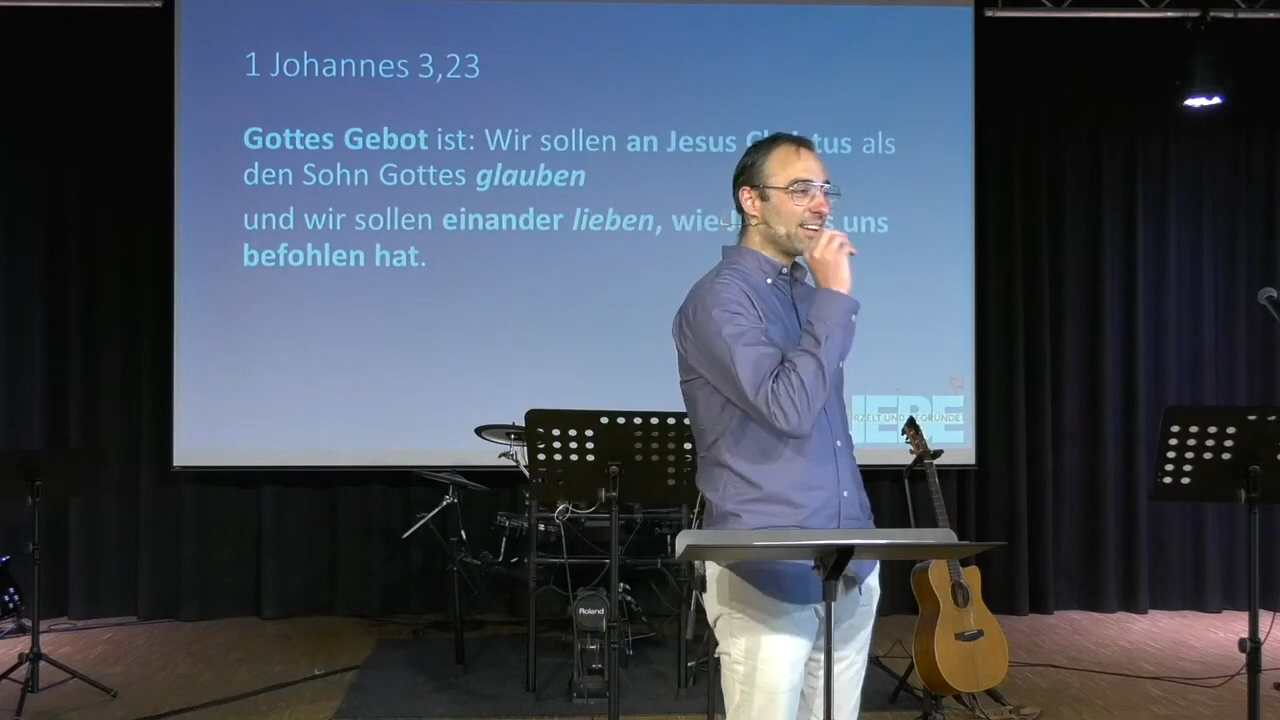 1 Johannes 3,23
Gottes Gebot ist: Wir sollen an Jesus als
den Sohn Gottes glauben
und wir sollen einander lieben, wie uns
befohlen hat.
Roland